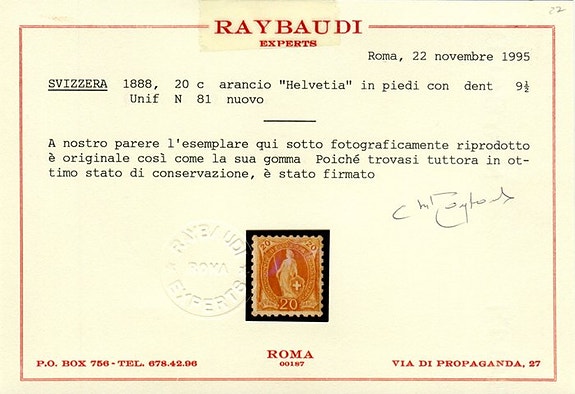 22
RAYBAUDI
EXPERTS
Roma, 22 novembre 1995
SVIZZERA 1888, 20 c arancio "Helvetia" in piedi con dent 9½
Unif N 81 nuovo
A nostro parere l'esemplare qui sotto fotograficamente riprodotto
è originale così come la sua gomma Poiché trovasi tuttora in ot-
timo stato di conservazione, è stato firmato
RAYBAUDI
ROMA
EXPERTS
20 20
20
ROMA
00187
P.O. BOX 756 - TEL. 678.42.96
VIA DI PROPAGANDA, 27